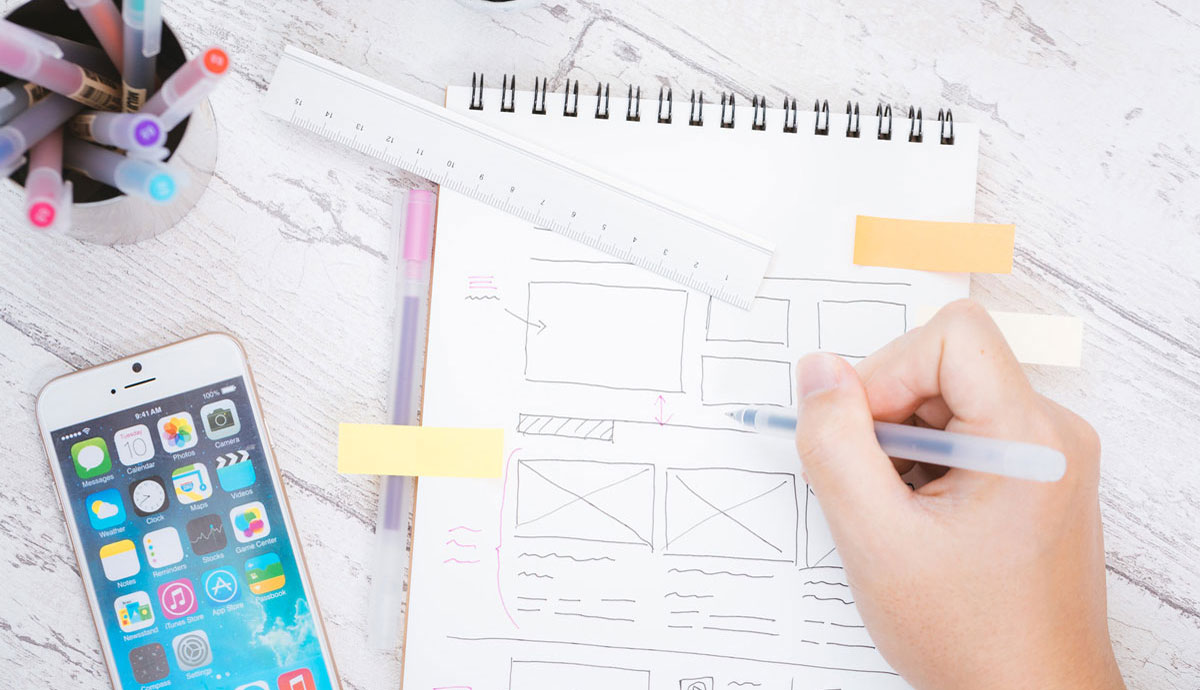 15 14 13 12 11 10 9 8 7 6 5 4 3 2 1
9:41 AM
100%
Tuesday
10
Messages
Calendar
Photos
Camera
Weather
Clock
Maps
Videos
Notes
Reminders
Stocks
Game Center
Newsstand
iTunes Store
App Store
Passbook
Compass
Settings